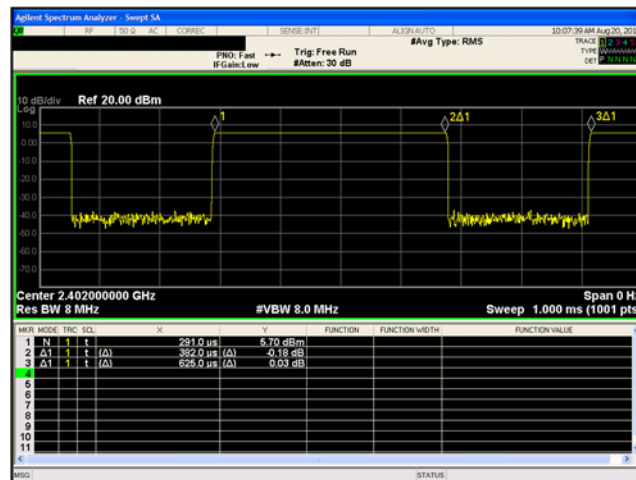 Agilent Spectrum Analyzer - Swept SA
RF 50 Ω AC CORREC SENSE:INT ALIGN AUTO 10:07:39 AM Aug 20, 201
#Avg Type: RMS TRACE 1 2 3 4 5
PNO: Fast Trig: Free Run TYPE
IFGain:Low #Atten: 30 dB DET P N N N N
10 dB/div Ref 20.00 dBm
Log
10.0
0.00
-10.0
-20.0
-30.0
-40.0
-50.0
-60.0
-70.0
1
2Δ1
3Δ1
Center 2.402000000 GHz Span 0 Hz
Res BW 8 MHz #VBW 8.0 MHz Sweep 1.000 ms (1001 pts
MKR MODE TRC SCL X Y FUNCTION FUNCTION WIDTH FUNCTION VALUE
1 N 1 t 291.0 µs 5.70 dBm
2 Δ1 1 t (Δ) 382.0 µs (Δ) -0.18 dB
3 Δ1 1 t (Δ) 625.0 µs (Δ) 0.03 dB
4
5
6
7
8
9
10
11
MSG STATUS